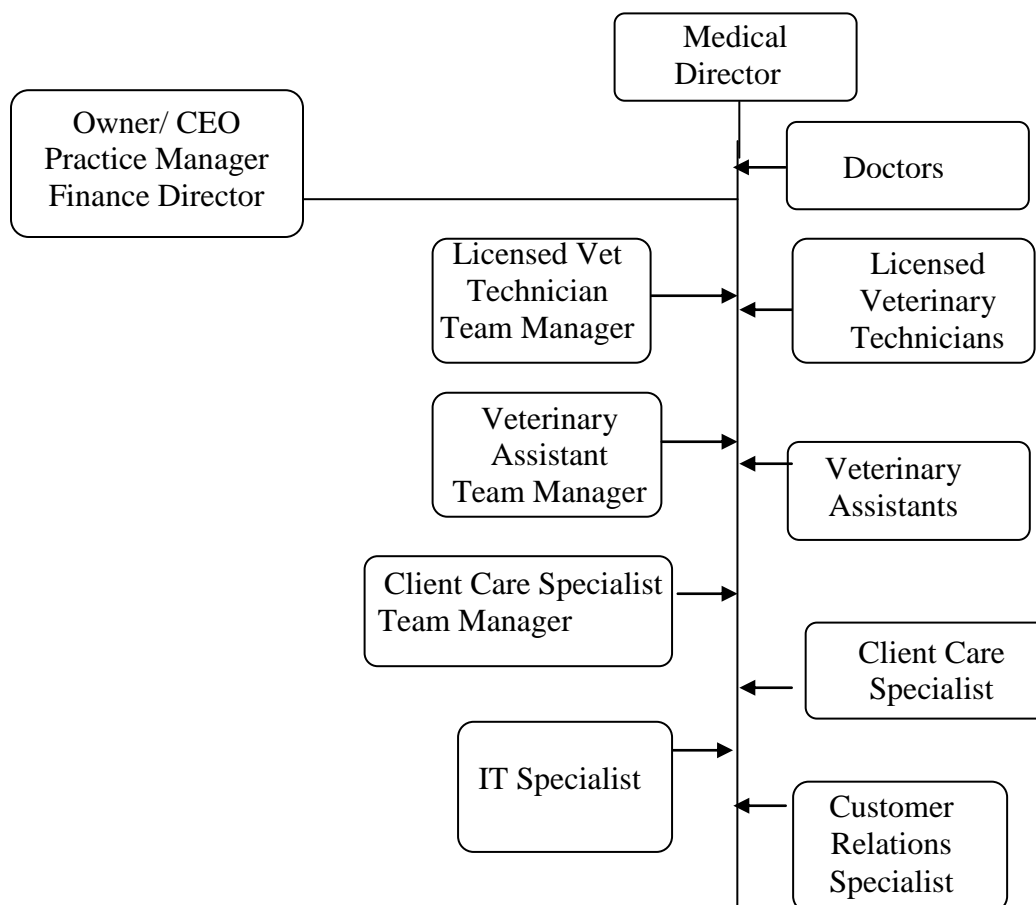 Medical
Director
Owner/ CEO
Practice Manager
Finance Director
Doctors
Licensed Vet
Technician
Team Manager
Licensed
Veterinary
Technicians
Veterinary
Assistant
Team Manager
Veterinary
Assistants
Client Care Specialist
Team Manager
Client Care
Specialist
IT Specialist
Customer
Relations
Specialist